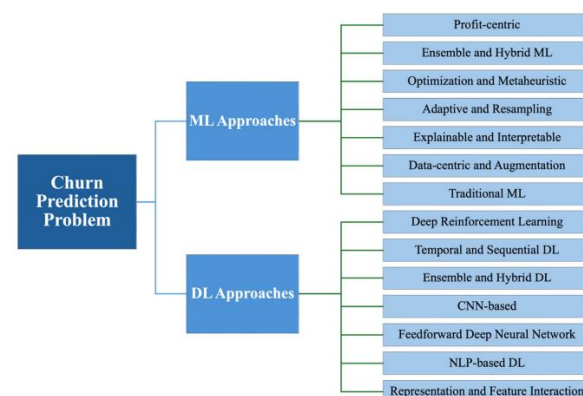 Churn
Prediction
Problem
ML Approaches
Profit-centric
Ensemble and Hybrid ML
Optimization and Metaheuristic
Adaptive and Resampling
Explainable and Interpretable
Data-centric and Augmentation
Traditional ML
DL Approaches
Deep Reinforcement Learning
Temporal and Sequential DL
Ensemble and Hybrid DL
CNN-based
Feedforward Deep Neural Network
NLP-based DL
Representation and Feature Interaction